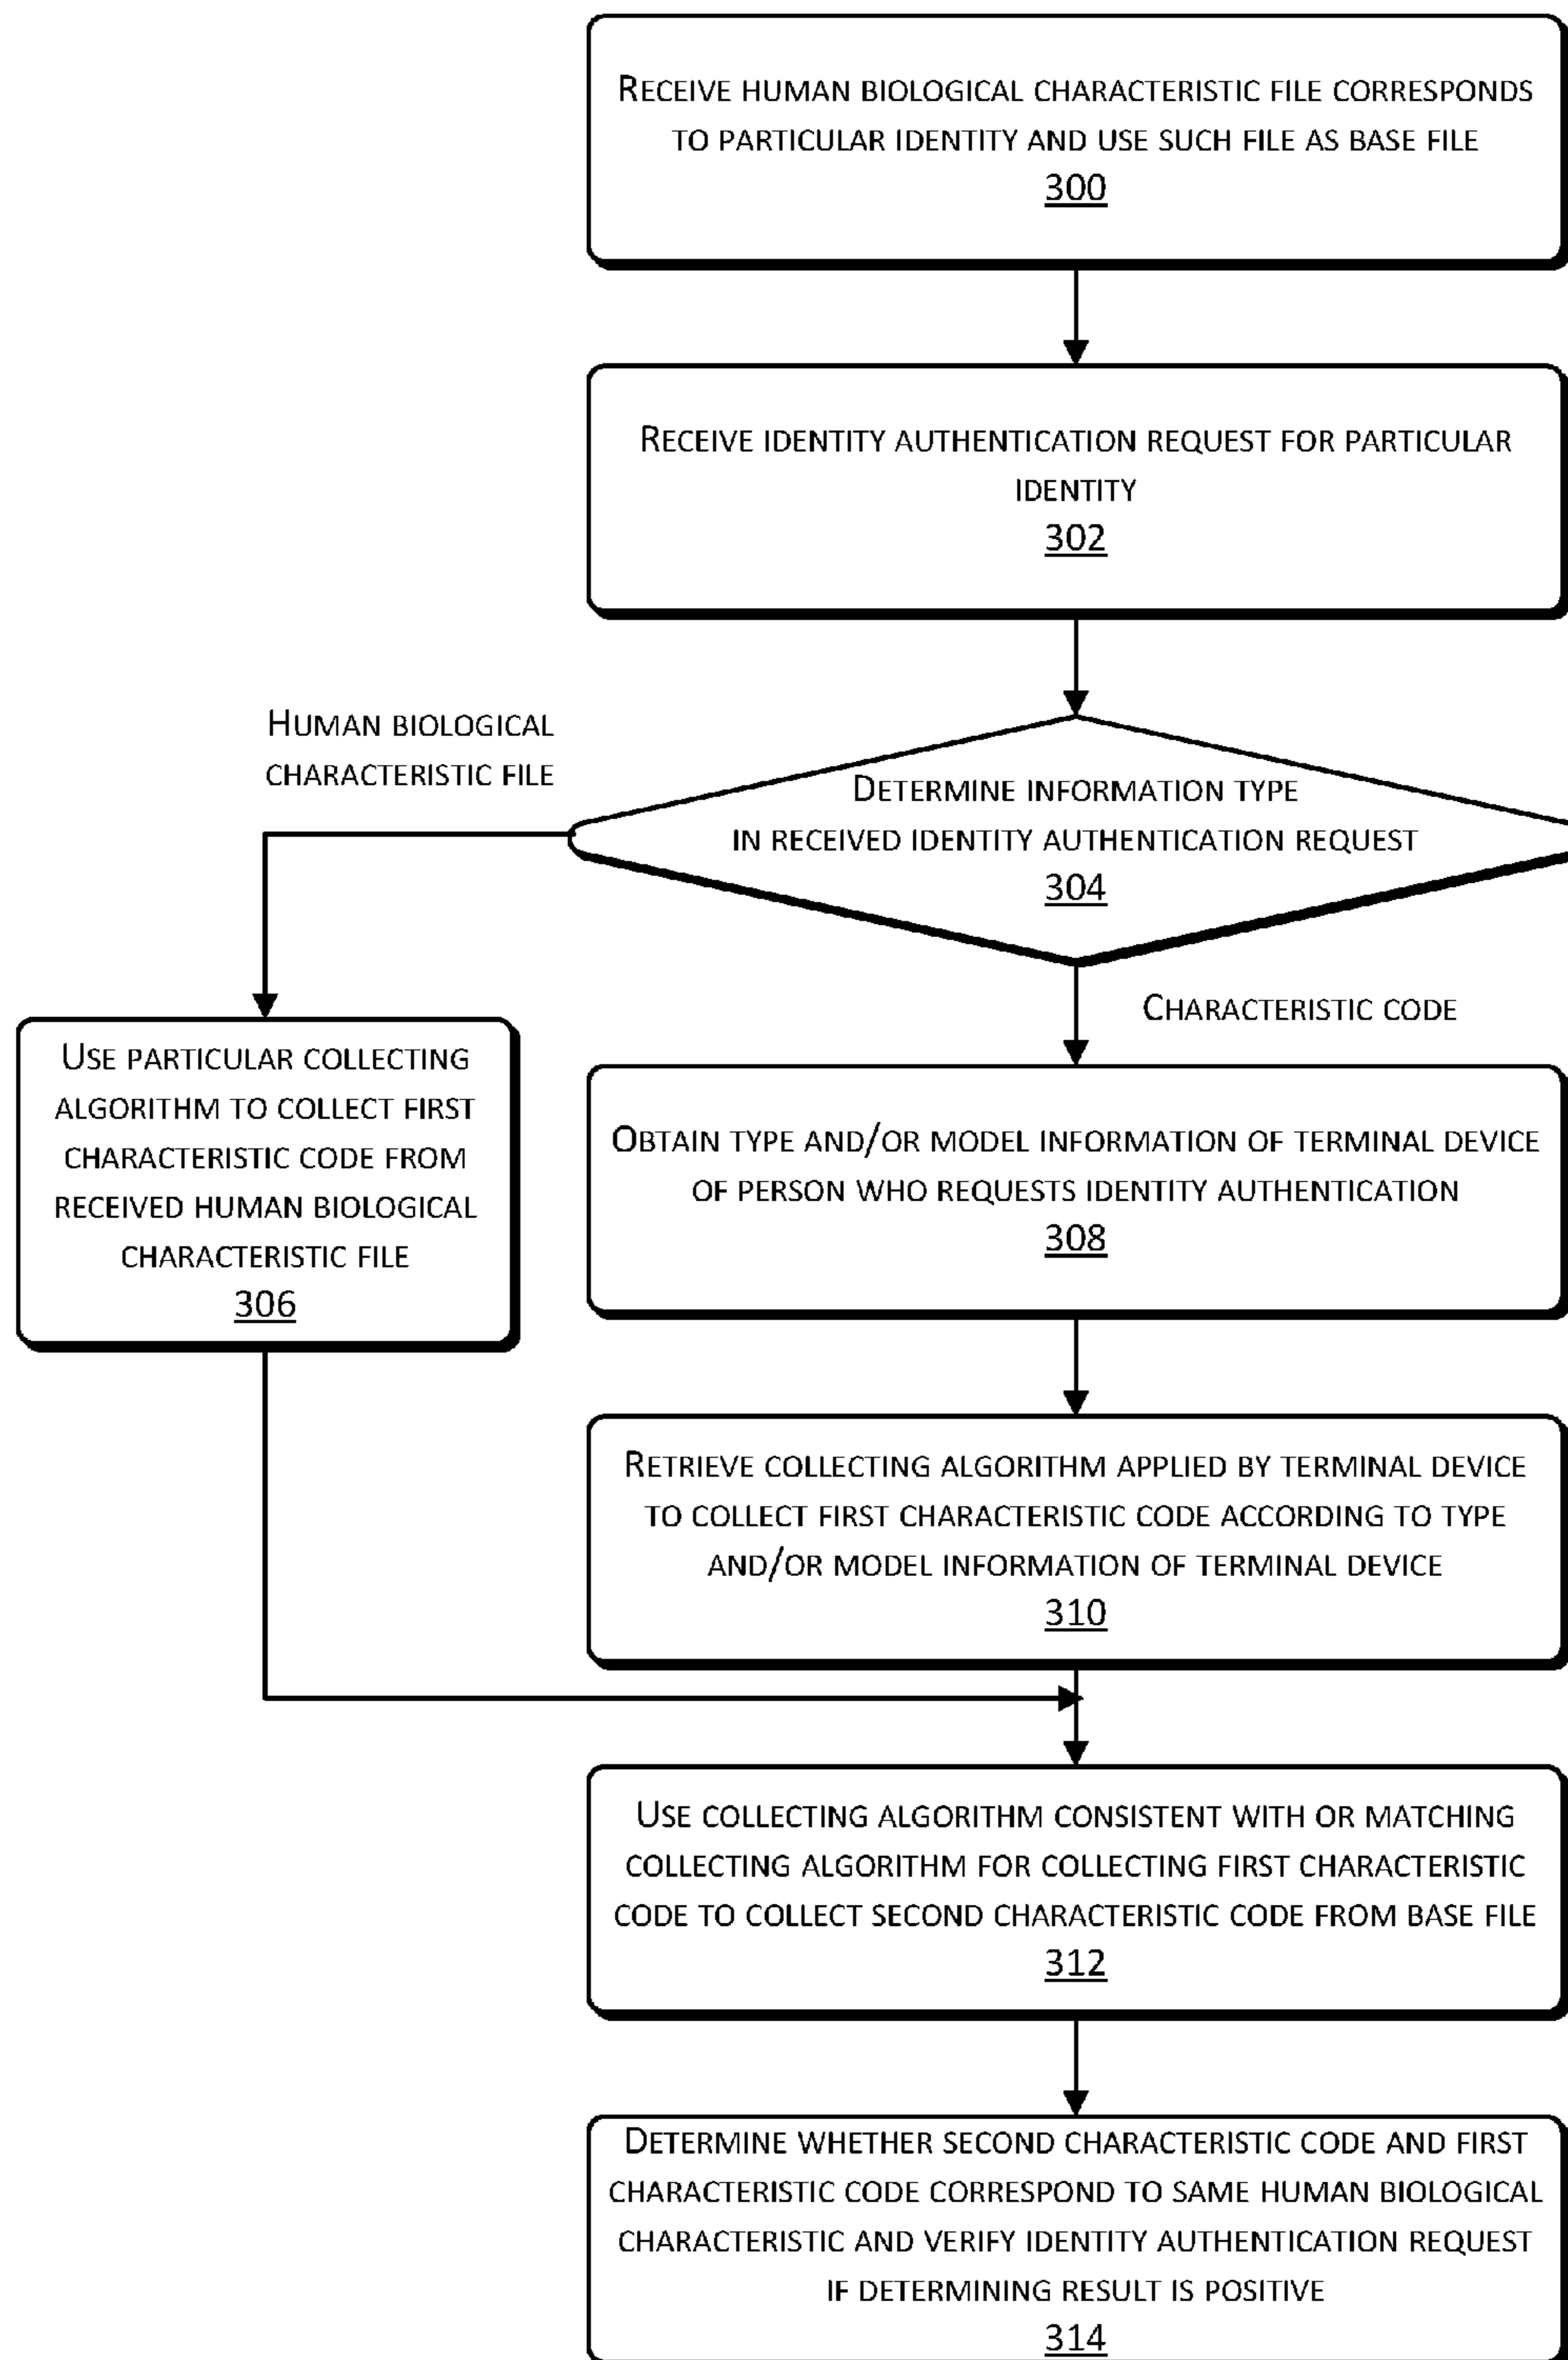 RECEIVE HUMAN BIOLOGICAL CHARACTERISTIC FILE CORRESPONDS
TO PARTICULAR IDENTITY AND USE SUCH FILE AS BASE FILE
300
RECEIVE IDENTITY AUTHENTICATION REQUEST FOR PARTICULAR
IDENTITY
302
HUMAN BIOLOGICAL
CHARACTERISTIC FILE
DETERMINE INFORMATION TYPE
IN RECEIVED IDENTITY AUTHENTICATION REQUEST
304
CHARACTERISTIC CODE
USE PARTICULAR COLLECTING
ALGORITHM TO COLLECT FIRST
CHARACTERISTIC CODE FROM
RECEIVED HUMAN BIOLOGICAL
CHARACTERISTIC FILE
306
OBTAIN TYPE AND/OR MODEL INFORMATION OF TERMINAL DEVICE
OF PERSON WHO REQUESTS IDENTITY AUTHENTICATION
308
RETRIEVE COLLECTING ALGORITHM APPLIED BY TERMINAL DEVICE
TO COLLECT FIRST CHARACTERISTIC CODE ACCORDING TO TYPE
AND/OR MODEL INFORMATION OF TERMINAL DEVICE
310
USE COLLECTING ALGORITHM CONSISTENT WITH OR MATCHING
COLLECTING ALGORITHM FOR COLLECTING FIRST CHARACTERISTIC
CODE TO COLLECT SECOND CHARACTERISTIC CODE FROM BASE FILE
312
DETERMINE WHETHER SECOND CHARACTERISTIC CODE AND FIRST
CHARACTERISTIC CODE CORRESPOND TO SAME HUMAN BIOLOGICAL
CHARACTERISTIC AND VERIFY IDENTITY AUTHENTICATION REQUEST
IF DETERMINING RESULT IS POSITIVE
314